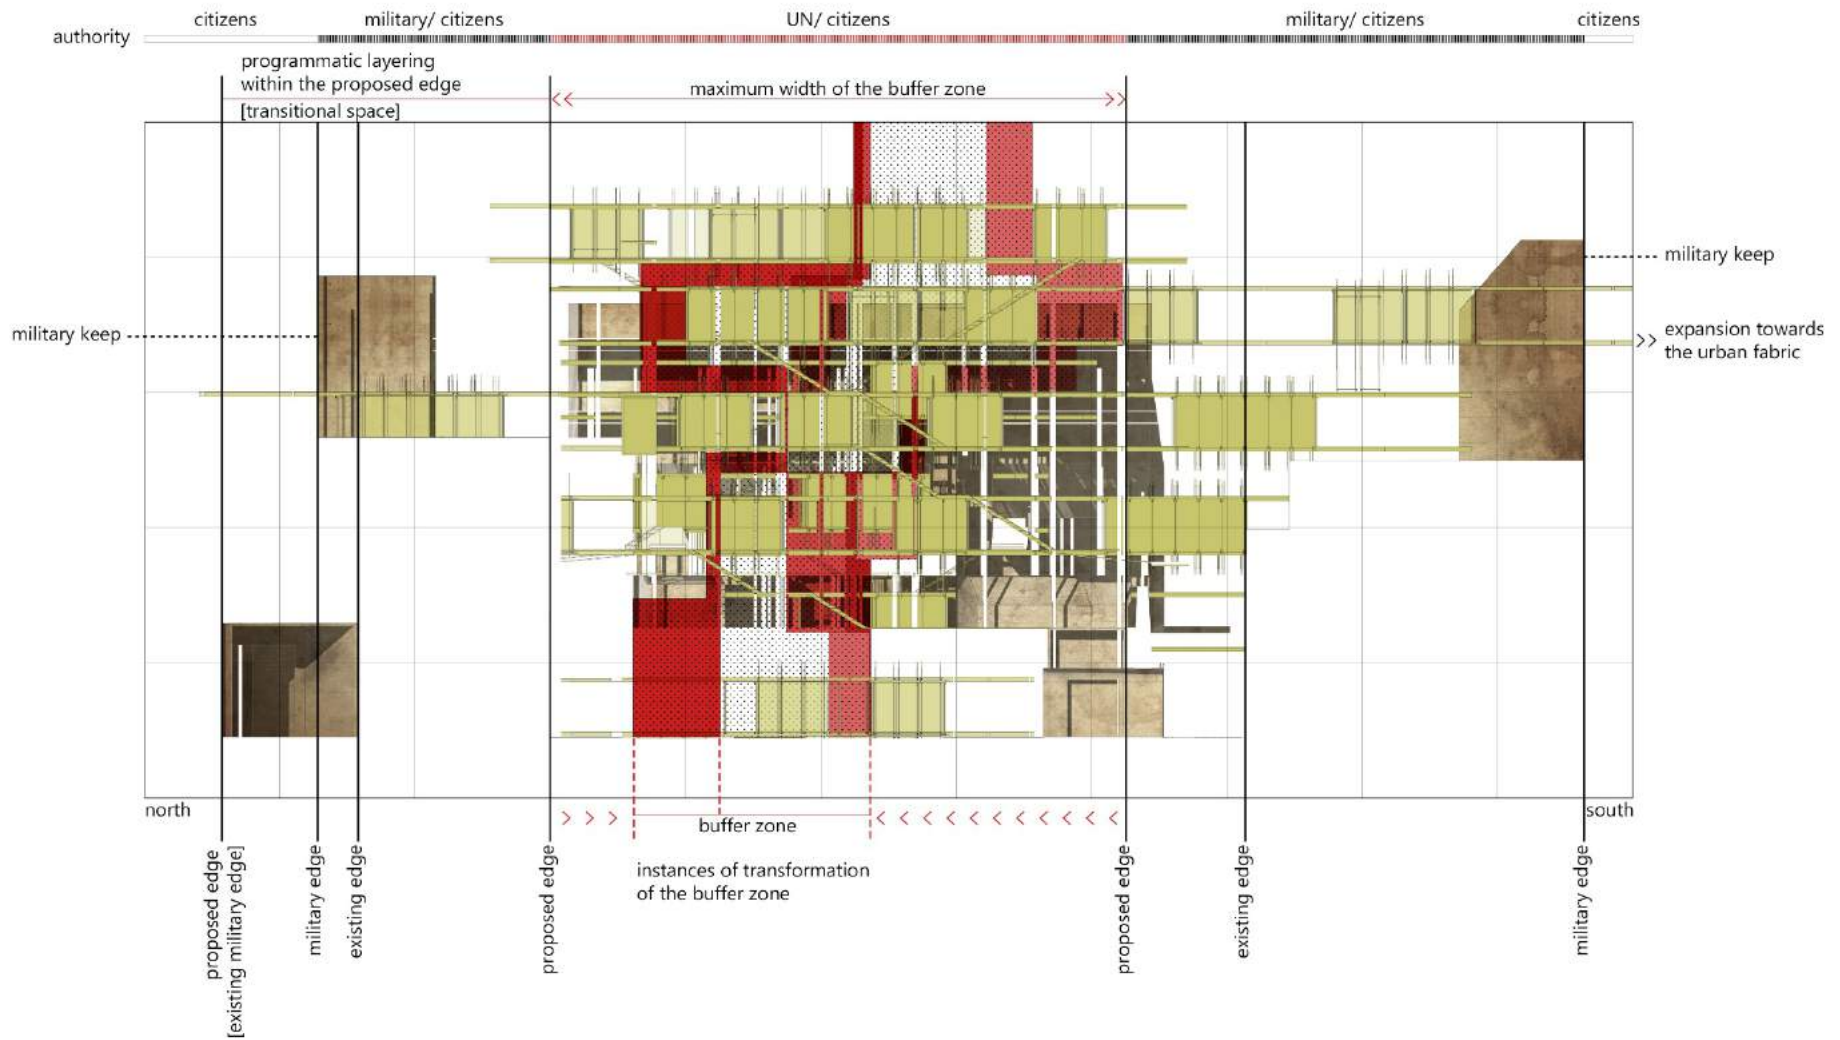 citizens
military/ citizens
UN/ citizens
military/ citizens
citizens
authority
programmatic layering
within the proposed edge
[transitional space]
maximum width of the buffer zone
military keep
military keep
expansion towards
the urban fabric
north
south
buffer zone
instances of transformation
of the buffer zone
proposed edge
[existing military edge]
military edge
existing edge
proposed edge
proposed edge
existing edge
military edge